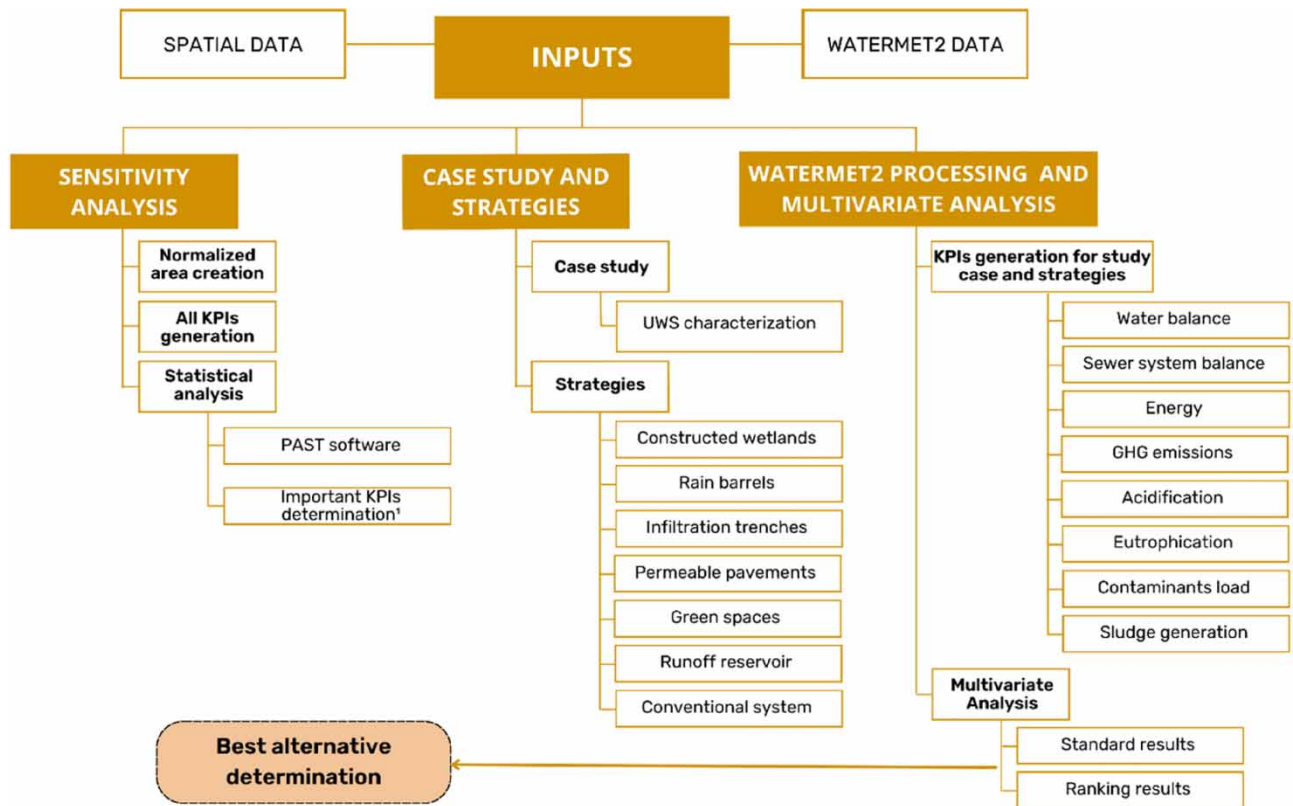 SPATIAL DATA
INPUTS
WATERMET2 DATA
SENSITIVITY
ANALYSIS
Normalized
area creation
All KPIs
generation
Statistical
analysis
PAST software
Important KPIs
determination¹
CASE STUDY AND
STRATEGIES
Case study
UWS characterization
Strategies
Constructed wetlands
Rain barrels
Infiltration trenches
Permeable pavements
Green spaces
Runoff reservoir
Conventional system
WATERMET2 PROCESSING AND
MULTIVARIATE ANALYSIS
KPIs generation for study
case and strategies
Water balance
Sewer system balance
Energy
GHG emissions
Acidification
Eutrophication
Contaminants load
Sludge generation
Multivariate
Analysis
Standard results
Ranking results
Best alternative
determination